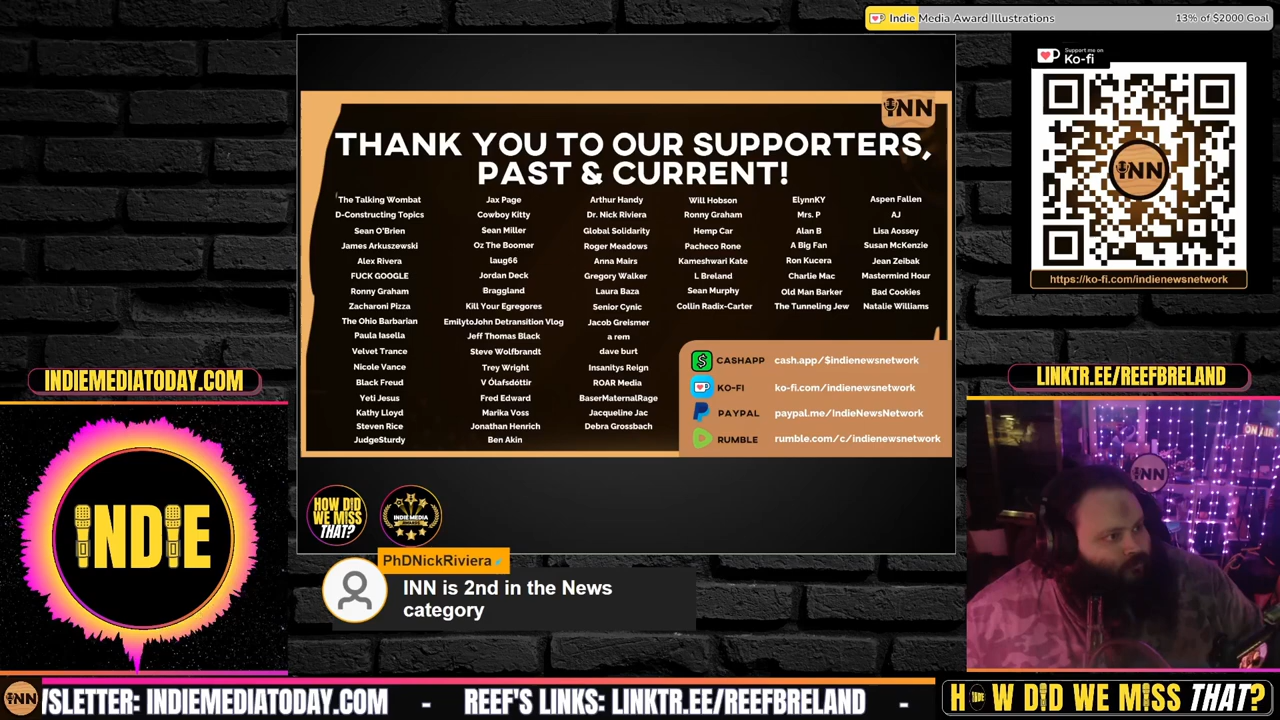 Indie Media Award Illustrations
13% of $2000 Goal
Support me on
Ko-fi
INN
https://ko-fi.com/indienewsnetwork
INN
THANK YOU TO OUR SUPPORTERS,
PAST & CURRENT!
The Talking Wombat
D-Constructing Topics
Sean O'Brien
James Arkuszewski
Alex Rivera
FUCK GOOGLE
Ronny Graham
Zacharoni Pizza
The Ohio Barbarian
Paula Iasella
Velvet Trance
Nicole Vance
Black Freud
Yeti Jesus
Kathy Lloyd
Steven Rice
JudgeSturdy
Jax Page
Cowboy Kitty
Sean Miller
Oz The Boomer
laug66
Jordan Deck
Braggland
Kill Your Egregores
EmilytoJohn Detransition Vlog
Jeff Thomas Black
Steve Wolfbrandt
Trey Wright
V Ólafsdóttir
Fred Edward
Marika Voss
Jonathan Henrich
Ben Akin
Arthur Handy
Dr. Nick Riviera
Global Solidarity
Roger Meadows
Anna Mairs
Gregory Walker
Laura Baza
Senior Cynic
Jacob Greismer
a rem
dave burt
Insanitys Reign
ROAR Media
BaserMaternalRage
Jacqueline Jac
Debra Grossbach
Will Hobson
Ronny Graham
Hemp Car
Pacheco Rone
Kameshwari Kate
L Breland
Sean Murphy
Collin Radix-Carter
ElynnKY
Mrs. P
Alan B
A Big Fan
Ron Kucera
Charlie Mac
Old Man Barker
The Tunneling Jew
Aspen Fallen
AJ
Lisa Aossey
Susan McKenzie
Jean Zeibak
Mastermind Hour
Bad Cookies
Natalie Williams
CASHAPP cash.app/$indienewsnetwork
KO-FI ko-fi.com/indienewsnetwork
PAYPAL paypal.me/IndieNewsNetwork
RUMBLE rumble.com/c/indienewsnetwork
INDIEMEDIATODAY.COM
INDIE
LINKTR.EE/REEFBRELAND
ON AIR
INN
HOW DID
WE MISS
THAT?
INDIE MEDIA
PhDNickRiviera
INN is 2nd in the News
category
INN
/SLETTER: INDIEMEDIATODAY.COM - REEF'S LINKS: LINKTR.EE/REEFBRELAND -
HOW DID WE MISS THAT?